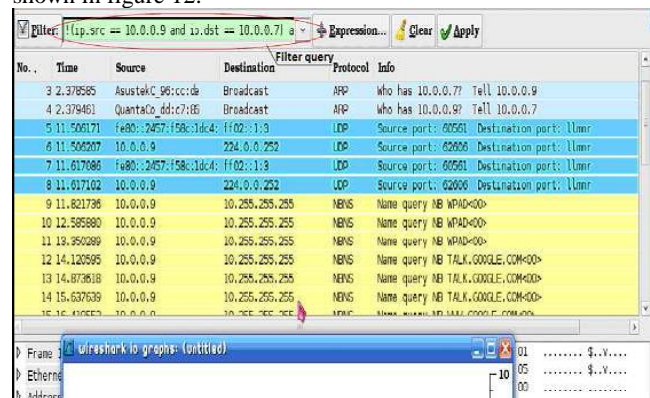 shown in figure 12.
Filter: !(ip.src == 10.0.0.9 and ip.dst == 10.0.0.7) a Expression... Clear Apply
Filter query
No. . Time Source Destination Protocol Info
3 2.378585 AsustekC_96:cc:da Broadcast ARP Who has 10.0.0.7? Tell 10.0.0.9
4 2.379461 QuantaCo_dd:c7:85 Broadcast ARP Who has 10.0.0.9? Tell 10.0.0.7
5 11.506171 fe80::2457:f58c:1dc4: ff02::1:3 UDP Source port: 60561 Destination port: llmnr
6 11.506207 10.0.0.9 224.0.0.252 UDP Source port: 62606 Destination port: llmnr
7 11.617086 fe80::2457:f58c:1dc4: ff02::1:3 UDP Source port: 60561 Destination port: llmnr
8 11.617102 10.0.0.9 224.0.0.252 UDP Source port: 62606 Destination port: llmnr
9 11.821736 10.0.0.9 10.255.255.255 NBNS Name query NB WPAD<00>
10 12.585880 10.0.0.9 10.255.255.255 NBNS Name query NB WPAD<00>
11 13.350289 10.0.0.9 10.255.255.255 NBNS Name query NB WPAD<00>
12 14.120595 10.0.0.9 10.255.255.255 NBNS Name query NB TALK.GOOGLE.COM<00>
13 14.873618 10.0.0.9 10.255.255.255 NBNS Name query NB TALK.GOOGLE.COM<00>
14 15.637639 10.0.0.9 10.255.255.255 NBNS Name query NB TALK.GOOGLE.COM<00>
Frame
Wireshark io graphs: (untitled)
01 ........ $..v....
Etherne
10
05 ........ $..v....
00 ........ ........
Address